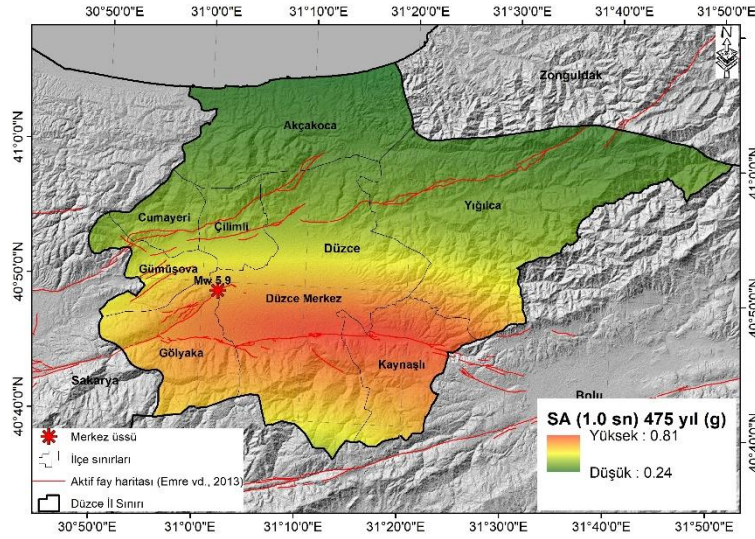 30°50'0"E 31°0'0"E 31°10'0"E 31°20'0"E 31°30'0"E 31°40'0"E 31°50'0"E
N
Zonguldak
Akçakoca
41°0'0"N
41°0'0"N
Yığılca
Cumayeri
Çilimli
Düzce
Gümüşova
40°50'0"N
Mw 5.9
Düzce Merkez
40°50'0"N
Gölyaka
Kaynaşlı
Sakarya
Bolu
40°40'0"N
40°40'0"N
SA (1.0 sn) 475 yıl (g)
Yüksek : 0.81
Düşük : 0.24
Merkez üssü
İlçe sınırları
Aktif fay haritası (Emre vd., 2013)
Düzce İl Sınırı
30°50'0"E 31°0'0"E 31°10'0"E 31°20'0"E 31°30'0"E 31°40'0"E 31°50'0"E